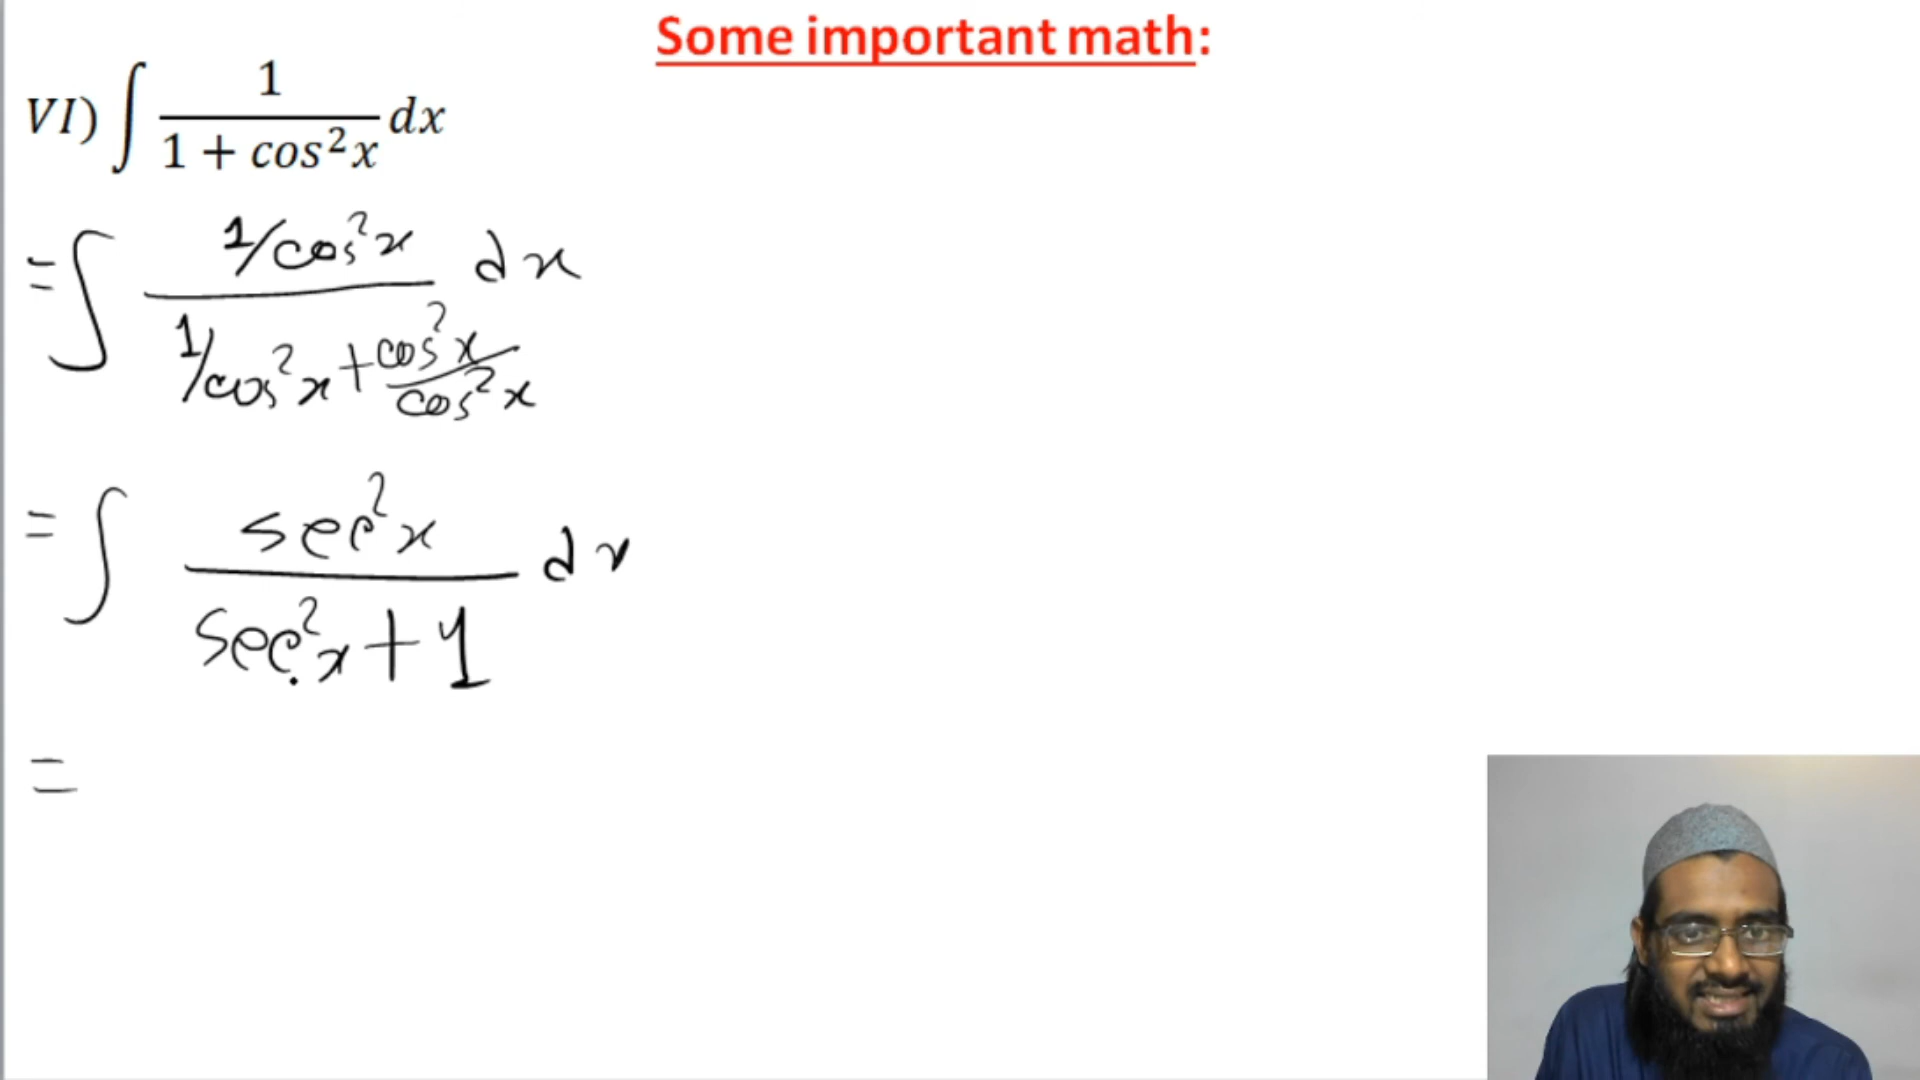 Some important math:
VI) ∫ 1/(1 + cos²x) dx
= ∫ (1/cos²x)/(1/cos²x + cos²x/cos²x) dx
= ∫ sec²x/(sec²x + 1) dx
=